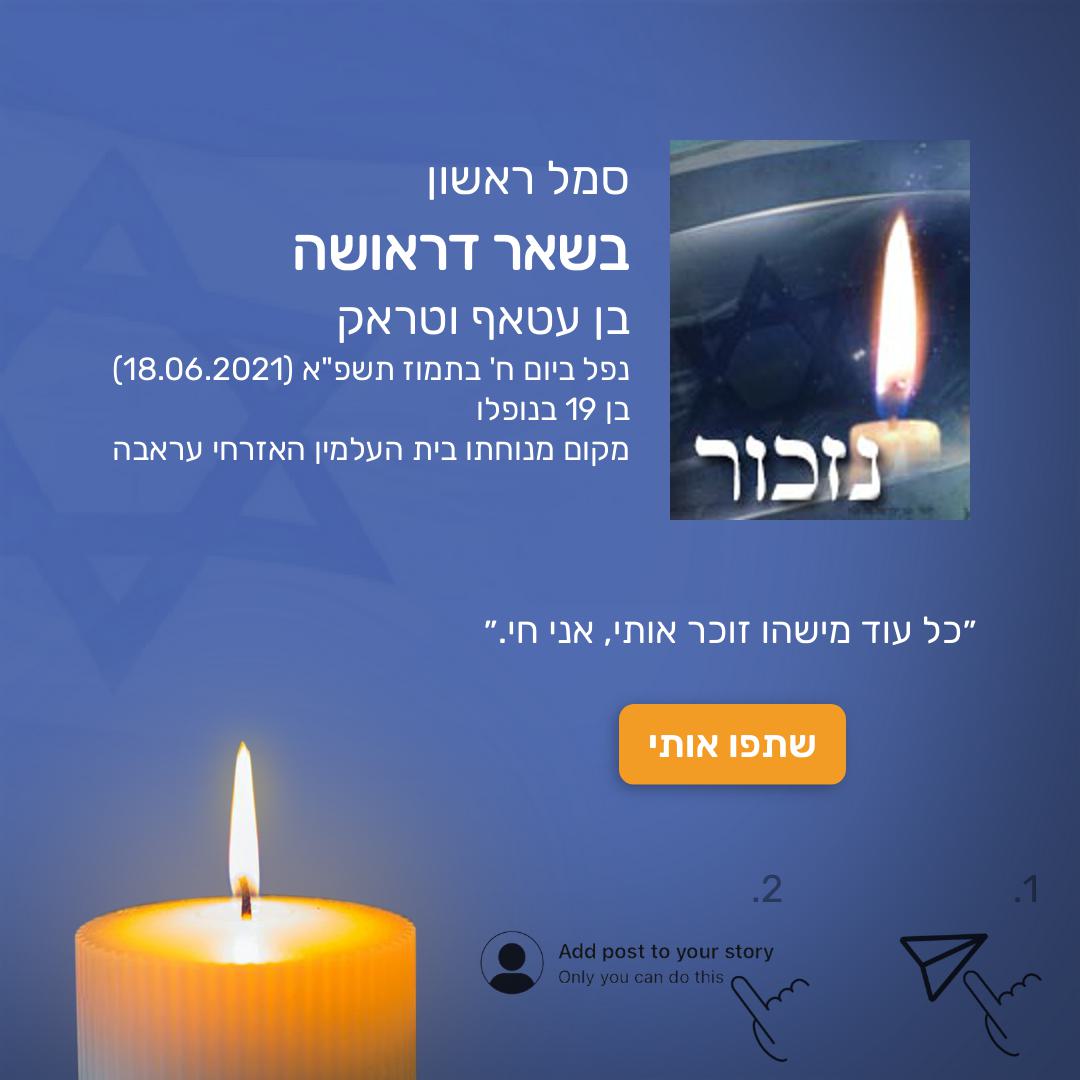 סמל ראשון
בשאר דראושה
בן עטאף וטראק
נפל ביום ח' בתמוז תשפ"א (18.06.2021)
בן 19 בנופלו
מקום מנוחתו בית העלמין האזרחי עראבה
נזכור
״כל עוד מישהו זוכר אותי, אני חי.״
שתפו אותי
1.
2.
Add post to your story
Only you can do this